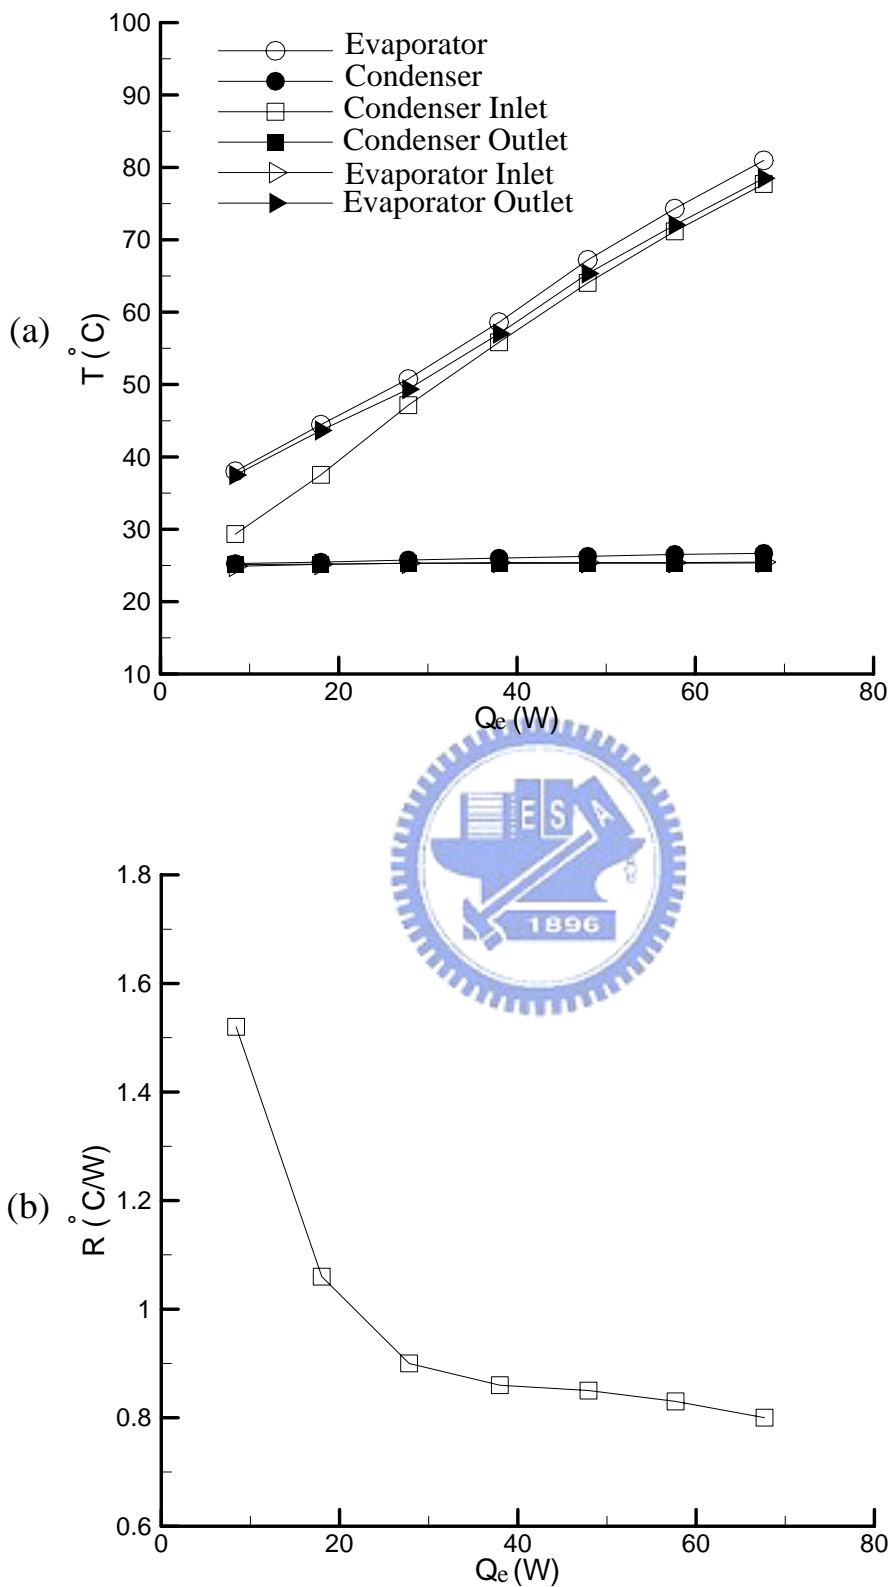 100
90
80
70
60
50
40
30
20
10
Evaporator
Condenser
Condenser Inlet
Condenser Outlet
Evaporator Inlet
Evaporator Outlet
(a)
T (°C)
0 20 40 60 80
Qe (W)
E S A
1896
1.8
1.6
1.4
1.2
1
0.8
0.6
(b)
R (°C/W)
0 20 40 60 80
Qe (W)